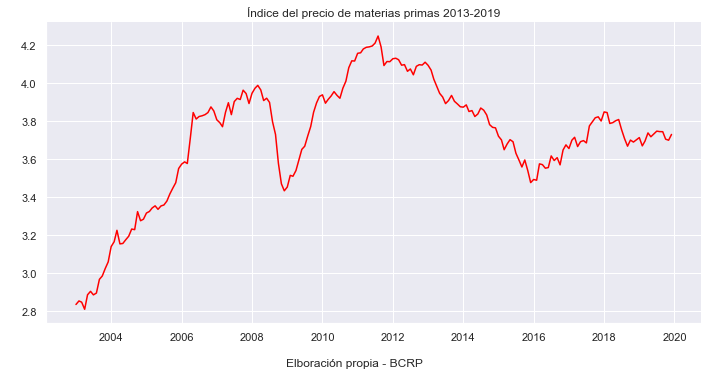 Índice del precio de materias primas 2013-2019
4.2
4.0
3.8
3.6
3.4
3.2
3.0
2.8
2004 2006 2008 2010 2012 2014 2016 2018 2020
Elboración propia - BCRP